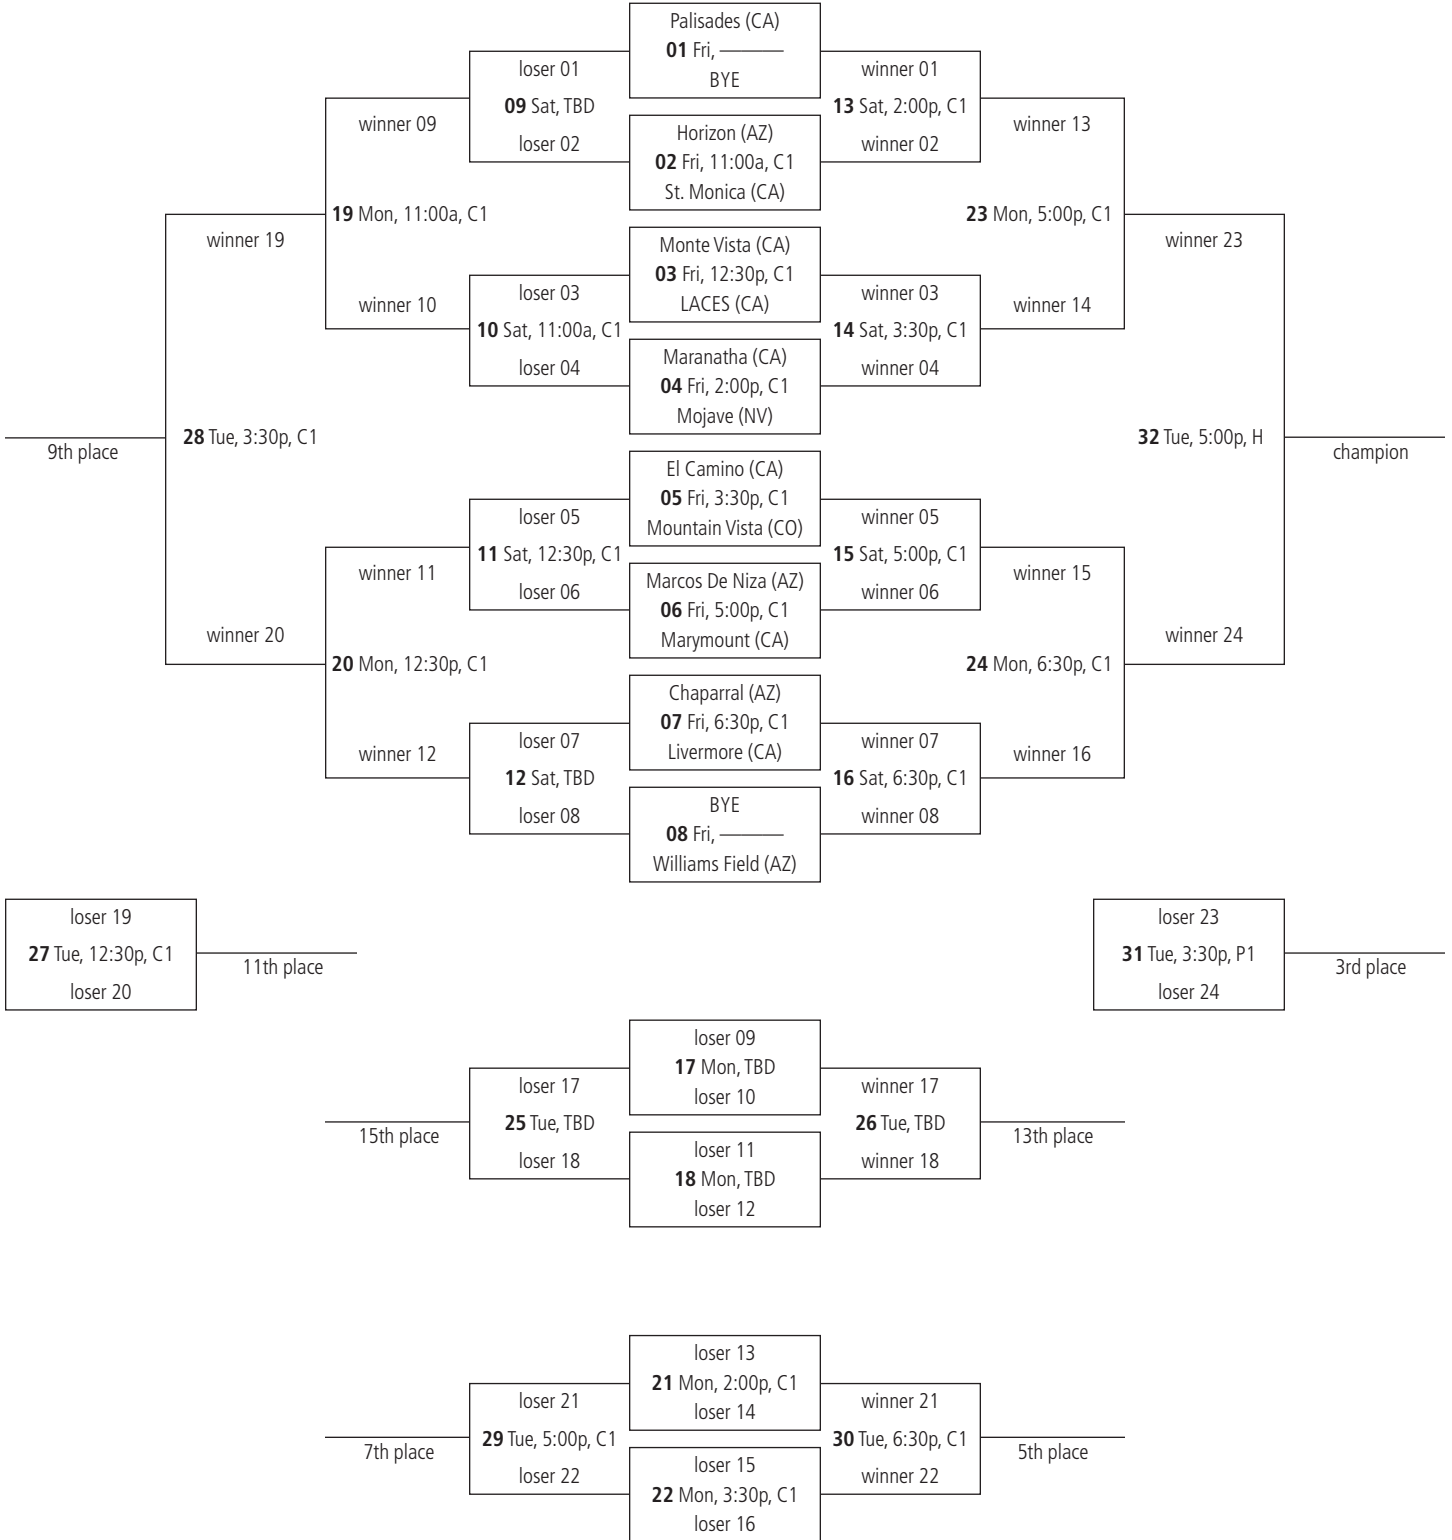 Palisades (CA)
01 Fri, ————
BYE
loser 01
09 Sat, TBD
loser 02
winner 01
13 Sat, 2:00p, C1
winner 02
winner 09
winner 13
Horizon (AZ)
02 Fri, 11:00a, C1
St. Monica (CA)
19 Mon, 11:00a, C1
23 Mon, 5:00p, C1
winner 19
winner 23
Monte Vista (CA)
03 Fri, 12:30p, C1
LACES (CA)
loser 03
10 Sat, 11:00a, C1
loser 04
winner 03
14 Sat, 3:30p, C1
winner 04
winner 10
winner 14
Maranatha (CA)
04 Fri, 2:00p, C1
Mojave (NV)
9th place
28 Tue, 3:30p, C1
32 Tue, 5:00p, H
champion
El Camino (CA)
05 Fri, 3:30p, C1
Mountain Vista (CO)
loser 05
11 Sat, 12:30p, C1
loser 06
winner 05
15 Sat, 5:00p, C1
winner 06
winner 11
winner 15
Marcos De Niza (AZ)
06 Fri, 5:00p, C1
Marymount (CA)
winner 20
winner 24
20 Mon, 12:30p, C1
24 Mon, 6:30p, C1
Chaparral (AZ)
07 Fri, 6:30p, C1
Livermore (CA)
loser 07
12 Sat, TBD
loser 08
winner 07
16 Sat, 6:30p, C1
winner 08
winner 12
winner 16
BYE
08 Fri, ————
Williams Field (AZ)
loser 19
27 Tue, 12:30p, C1
loser 20
11th place
loser 23
31 Tue, 3:30p, P1
loser 24
3rd place
loser 09
17 Mon, TBD
loser 10
loser 17
25 Tue, TBD
loser 18
winner 17
26 Tue, TBD
winner 18
15th place
13th place
loser 11
18 Mon, TBD
loser 12
loser 13
21 Mon, 2:00p, C1
loser 14
loser 21
29 Tue, 5:00p, C1
loser 22
winner 21
30 Tue, 6:30p, C1
winner 22
7th place
5th place
loser 15
22 Mon, 3:30p, C1
loser 16